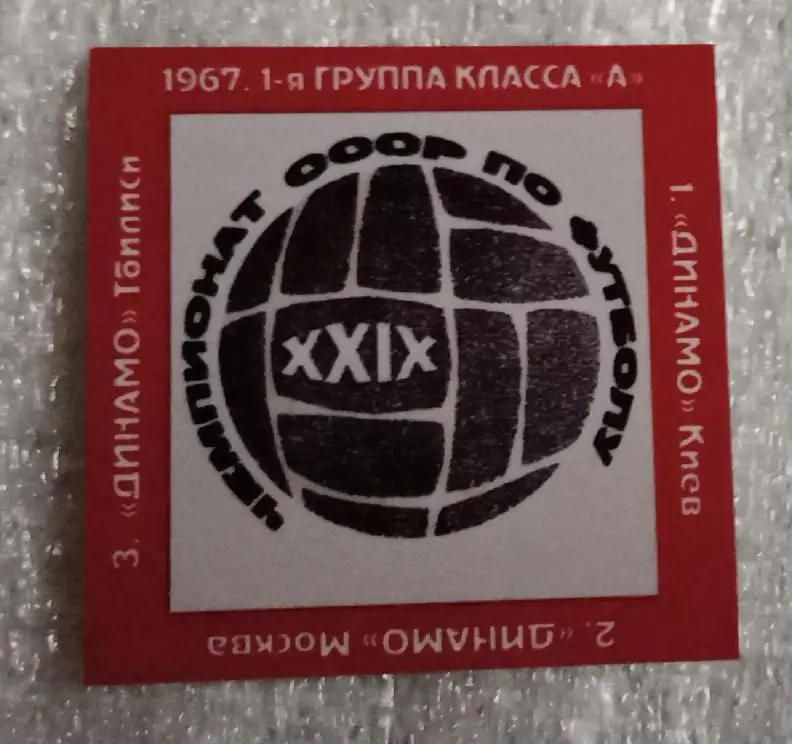 1967. 1-я ГРУППА КЛАССА «А»
ЧЕМПИОНАТ СССР ПО ФУТБОЛУ
XXIX
1. «ДИНАМО» Киев
2. «ДИНАМО» Москва
3. «ДИНАМО» Тбилиси